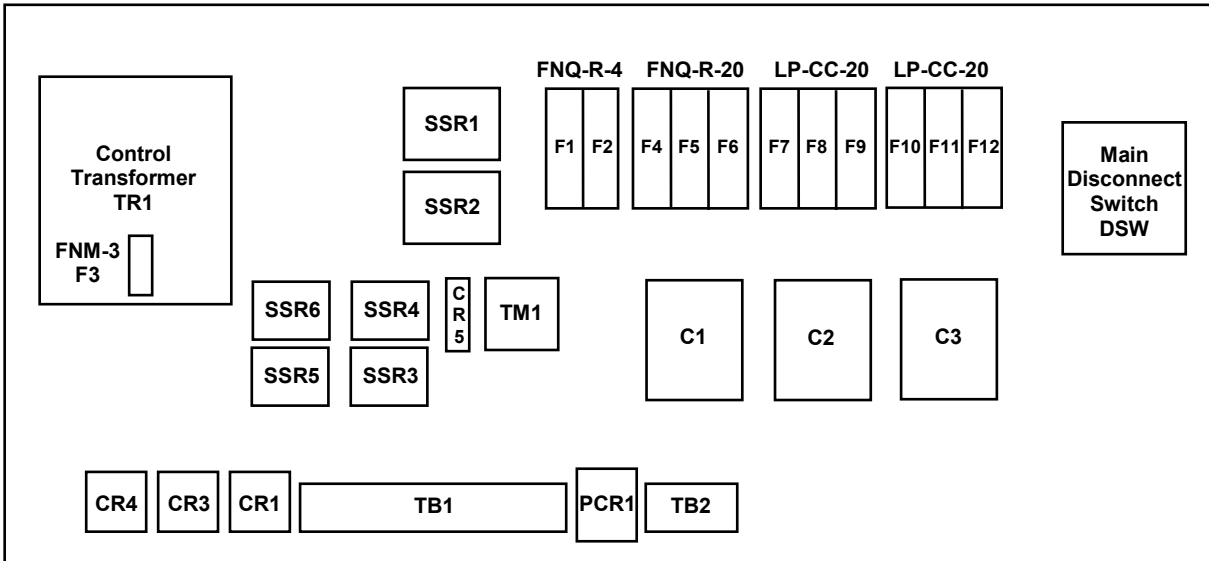 FNQ-R-4 FNQ-R-20 LP-CC-20 LP-CC-20
Control
Transformer
TR1
FNM-3
F3
SSR1
SSR2
F1 F2 F4 F5 F6 F7 F8 F9 F10 F11 F12
Main
Disconnect
Switch
DSW
SSR6 SSR4
C
R
5
TM1
C1 C2 C3
SSR5 SSR3
CR4 CR3 CR1 TB1 PCR1 TB2